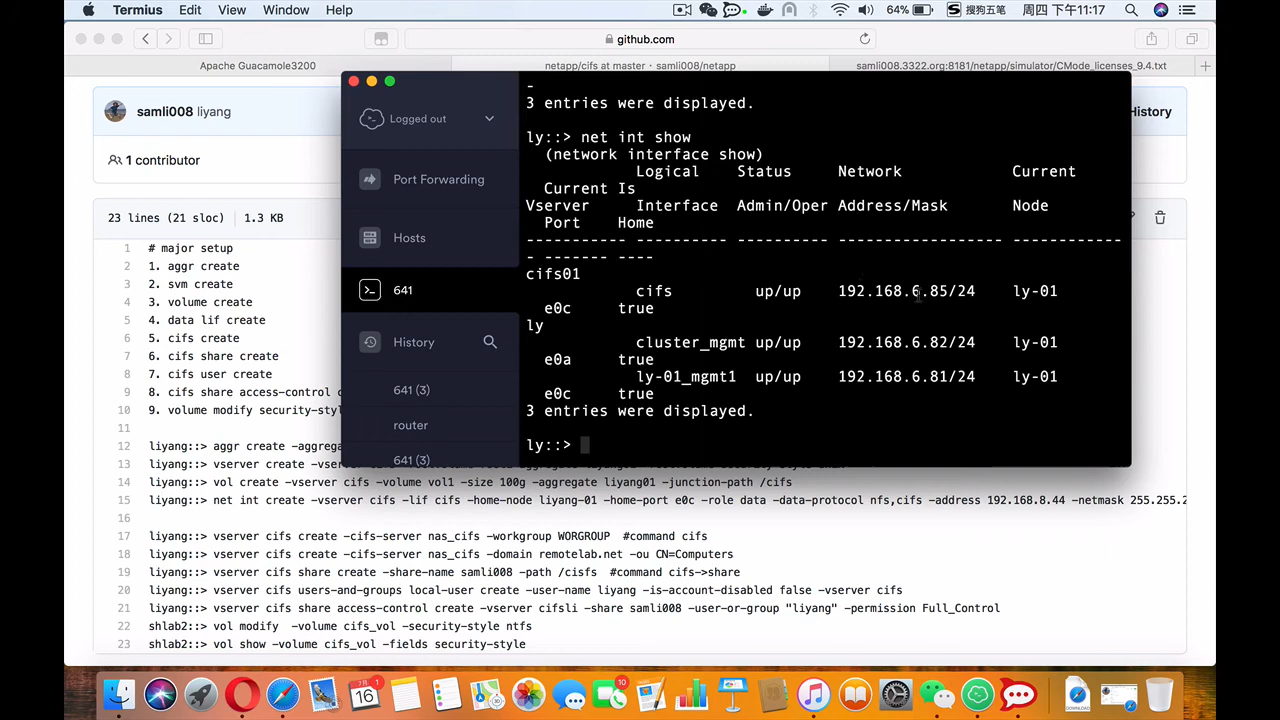 Termius Edit View Window Help
64% 搜狗五笔 周四 下午11:17
github.com
Apache Guacamole3200
netapp/cifs at master · samli008/netapp
samli008.3322.org:8181/netapp/simulator/CMode_licenses_9.4.txt
samli008 liyang
History
1 contributor
23 lines (21 sloc) 1.3 KB
1 # major setup
2 1. aggr create
3 2. svm create
4 3. volume create
5 4. data lif create
6 5. cifs create
7 6. cifs share create
8 7. cifs user create
9 8. cifs share access-control c
10 9. volume modify security-style
11
12 liyang::> aggr create -aggrega
13 liyang::> vserver create -vserver
14 liyang::> vol create -vserver cifs -volume vol1 -size 100g -aggregate liyang01 -junction-path /cifs
15 liyang::> net int create -vserver cifs -lif cifs -home-node liyang01 -home-port e0c -role data -data-protocol nfs,cifs -address 192.168.8.44 -netmask 255.255.2
16
17 liyang::> vserver cifs create -cifs-server nas_cifs -workgroup WORGROUP #command cifs
18 liyang::> vserver cifs create -cifs-server nas_cifs -domain remotelab.net -ou CN=Computers
19 liyang::> vserver cifs share create -share-name samli008 -path /cisfs #command cifs->share
20 liyang::> vserver cifs users-and-groups local-user create -user-name liyang -is-account-disabled false -vserver cifs
21 liyang::> vserver cifs share access-control create -vserver cifsli -share samli008 -user-or-group "liyang" -permission Full_Control
22 shlab2::> vol modify -volume cifs_vol -security-style ntfs
23 shlab2::> vol show -volume cifs_vol -fields security-style
Logged out
Port Forwarding
Hosts
641
History
641 (3)
router
641 (3)
-
3 entries were displayed.
ly::> net int show
(network interface show)
Logical Status Network Current
Current Is
Vserver Interface Admin/Oper Address/Mask Node
Port Home
----------- ---------- ---------- ------------------ ------------
- ------- ----
cifs01
cifs up/up 192.168.6.85/24 ly-01
e0c true
ly
cluster_mgmt up/up 192.168.6.82/24 ly-01
e0a true
ly-01_mgmt1 up/up 192.168.6.81/24 ly-01
e0c true
3 entries were displayed.
ly::>
7月
16
1
10